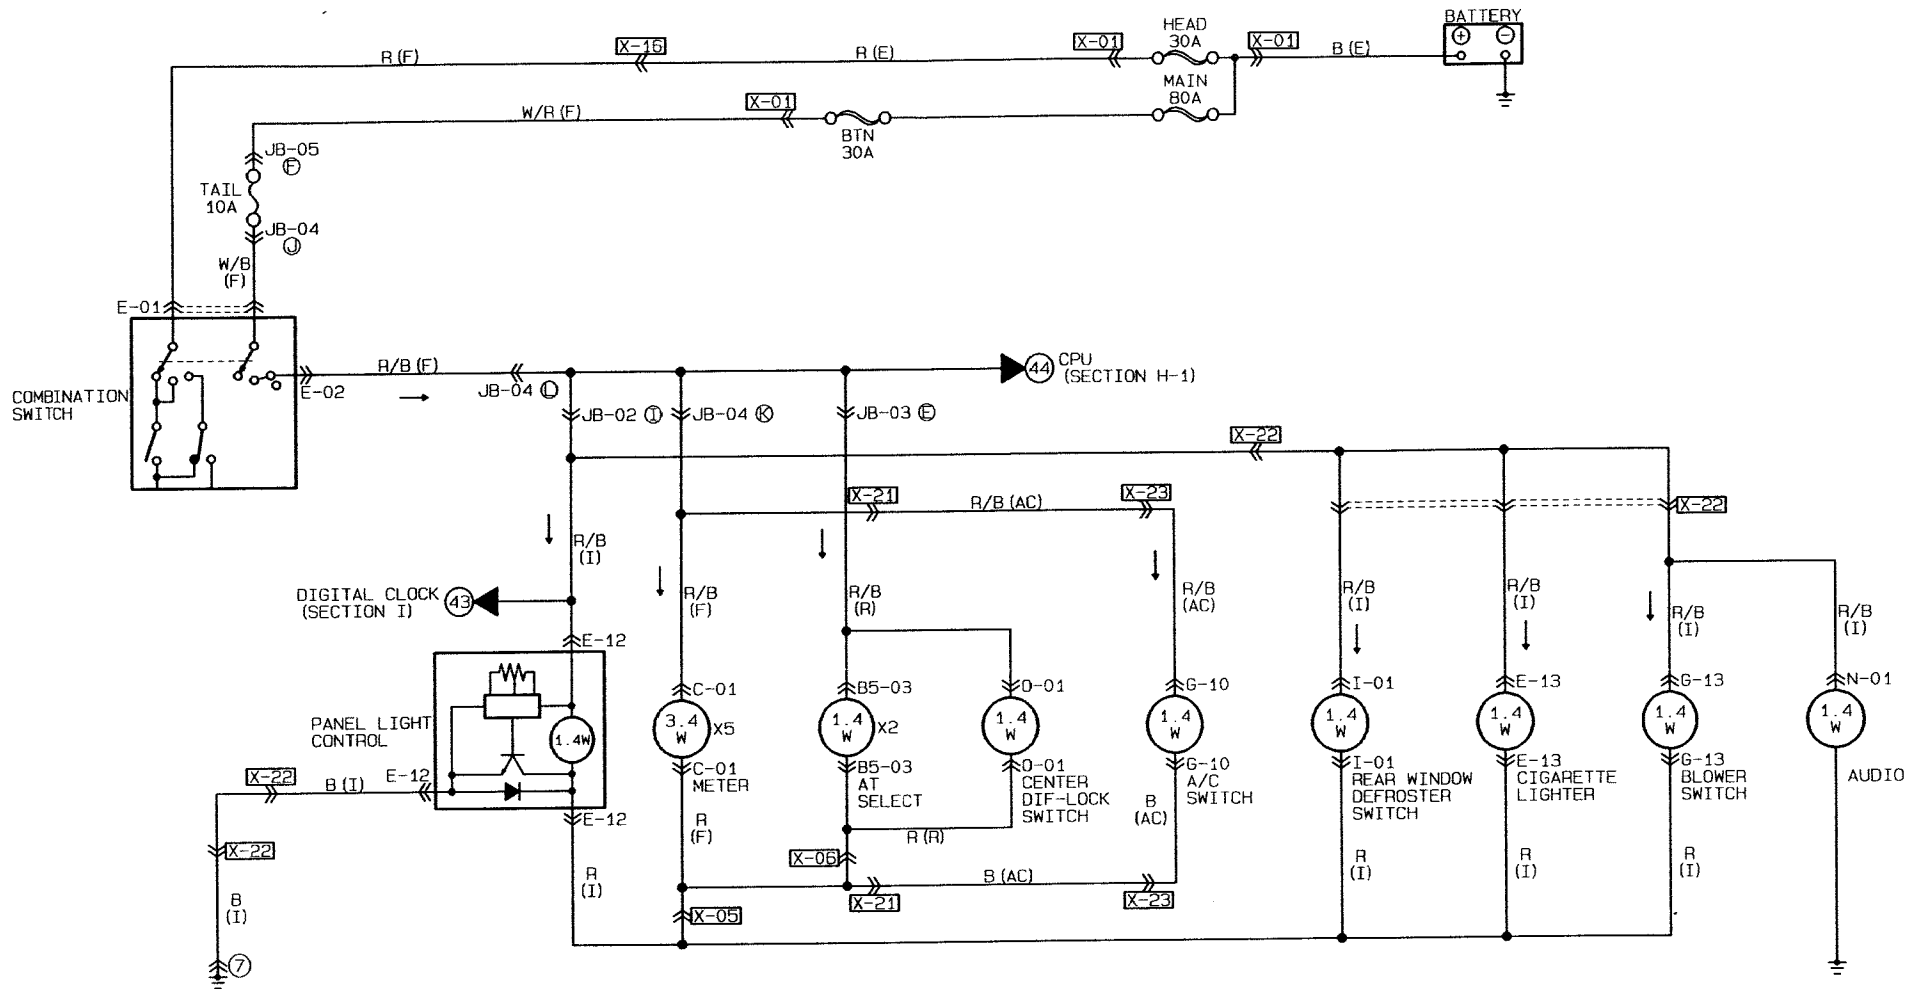 BATTERY
+ −
HEAD
30A
X-16
X-01
X-01
R (F)
R (E)
B (E)
MAIN
80A
X-01
W/R (F)
BTN
30A
JB-05
F
TAIL
10A
JB-04
J
W/B
(F)
E-01
COMBINATION
SWITCH
R/B (F)
E-02
JB-04 L
44 CPU
(SECTION H-1)
JB-02 I
JB-04 K
JB-03 E
X-22
X-21
R/B (AC)
X-23
X-22
R/B
(I)
DIGITAL CLOCK
(SECTION I)
43
R/B
(F)
R/B
(R)
R/B
(AC)
R/B
(I)
R/B
(I)
R/B
(I)
R/B
(I)
E-12
PANEL LIGHT
CONTROL
1.4W
C-01
3.4
W
X5
C-01
METER
B5-03
1.4
W
X2
B5-03
AT
SELECT
D-01
1.4
W
D-01
CENTER
DIF-LOCK
SWITCH
G-10
1.4
W
G-10
A/C
SWITCH
I-01
1.4
W
I-01
REAR WINDOW
DEFROSTER
SWITCH
E-13
1.4
W
E-13
CIGARETTE
LIGHTER
G-13
1.4
W
G-13
BLOWER
SWITCH
N-01
1.4
W
AUDIO
X-22
B (I)
E-12
E-12
X-22
B
(I)
7
R
(I)
R
(F)
R (R)
X-06
B
(AC)
B (AC)
X-21
X-23
X-05
R
(I)
R
(I)
R
(I)